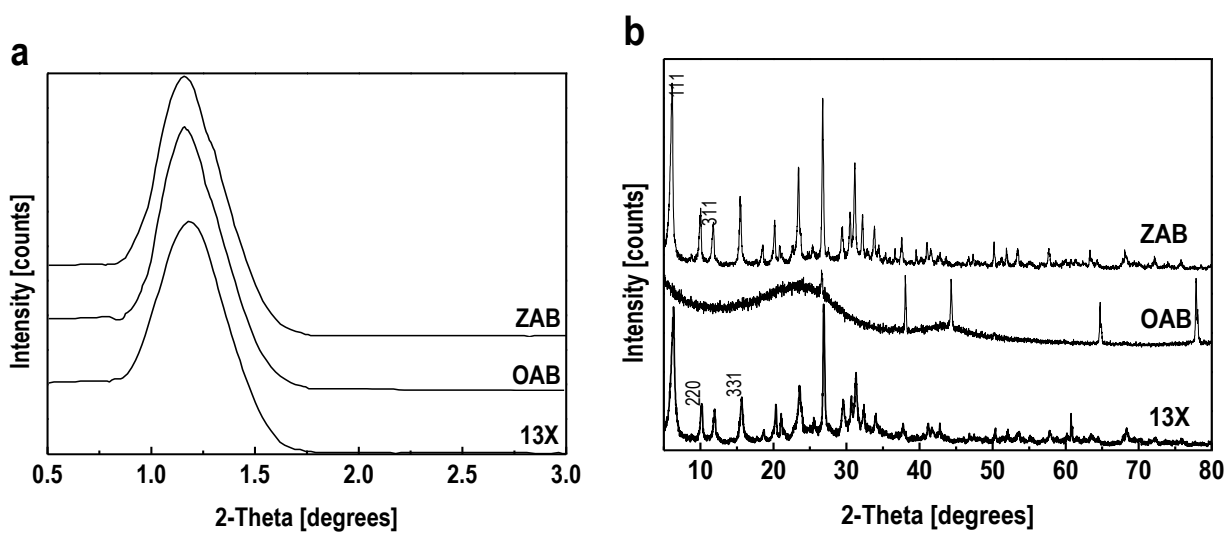 a
Intensity [counts]
ZAB
OAB
13X
0.5 1.0 1.5 2.0 2.5 3.0
2-Theta [degrees]
b
Intensity [counts]
111
311
ZAB
OAB
220
331
13X
10 20 30 40 50 60 70 80
2-Theta [degrees]